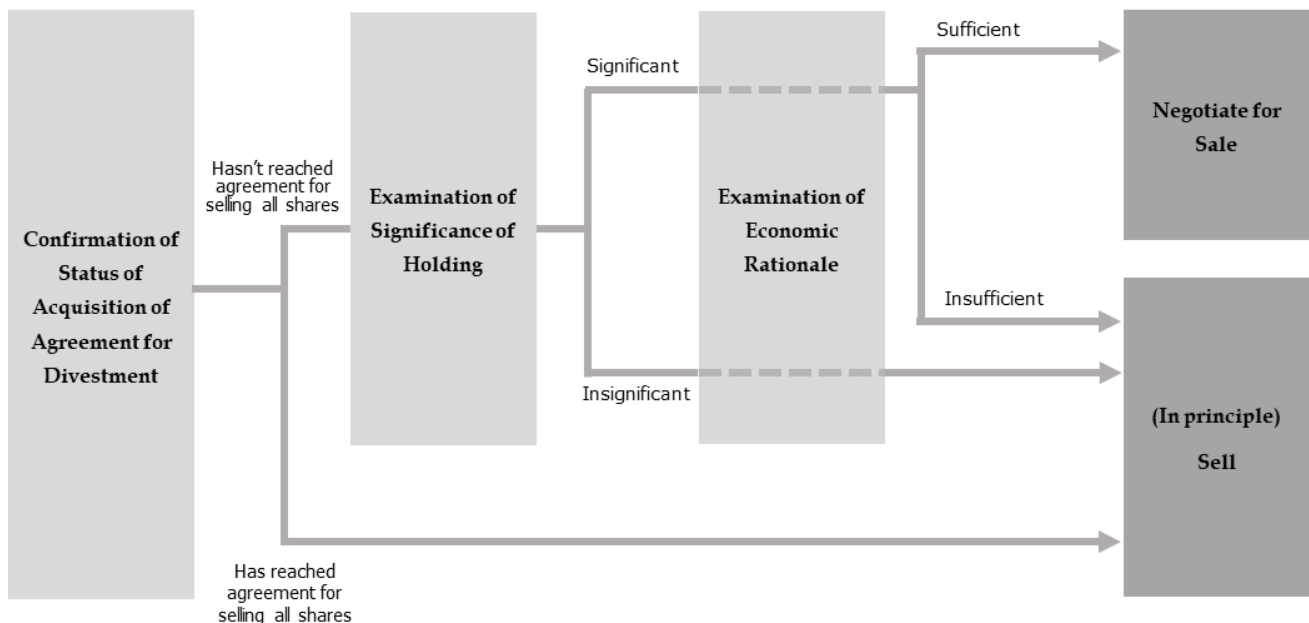 Confirmation of
Status of
Acquisition of
Agreement for
Divestment
Hasn't reached
agreement for
selling all shares
Has reached
agreement for
selling all shares
Examination of
Significance of
Holding
Significant
Insignificant
Examination of
Economic
Rationale
Sufficient
Insufficient
Negotiate for
Sale
(In principle)
Sell